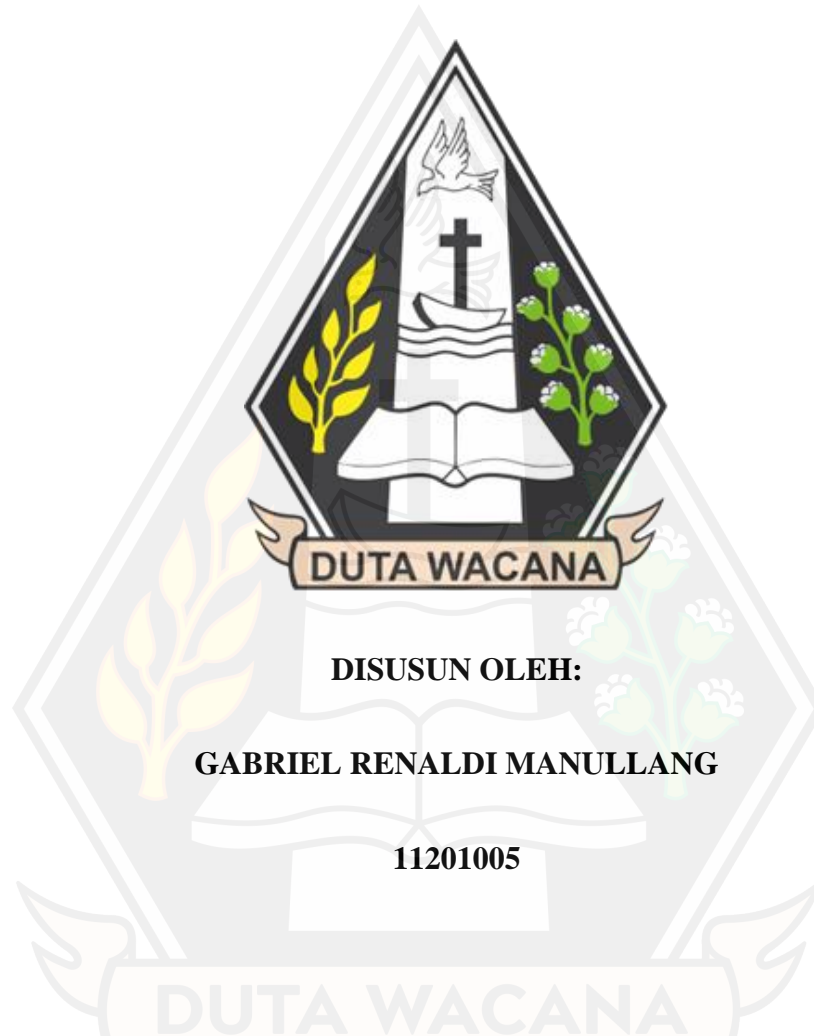 DUTA WACANA
DISUSUN OLEH:
GABRIEL RENALDI MANULLANG
11201005
DUTA WACANA